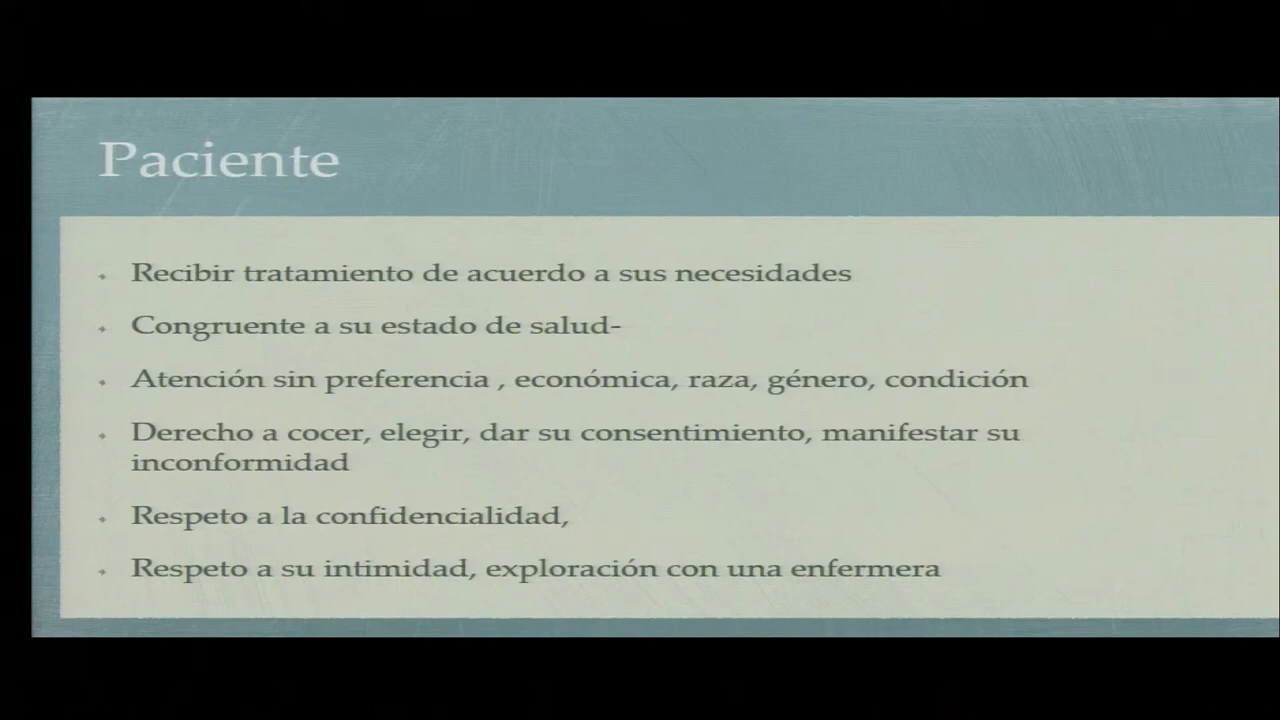 Paciente
Recibir tratamiento de acuerdo a sus necesidades
Congruente a su estado de salud-
Atención sin preferencia , económica, raza, género, condición
Derecho a cocer, elegir, dar su consentimiento, manifestar su
inconformidad
Respeto a la confidencialidad,
Respeto a su intimidad, exploración con una enfermera